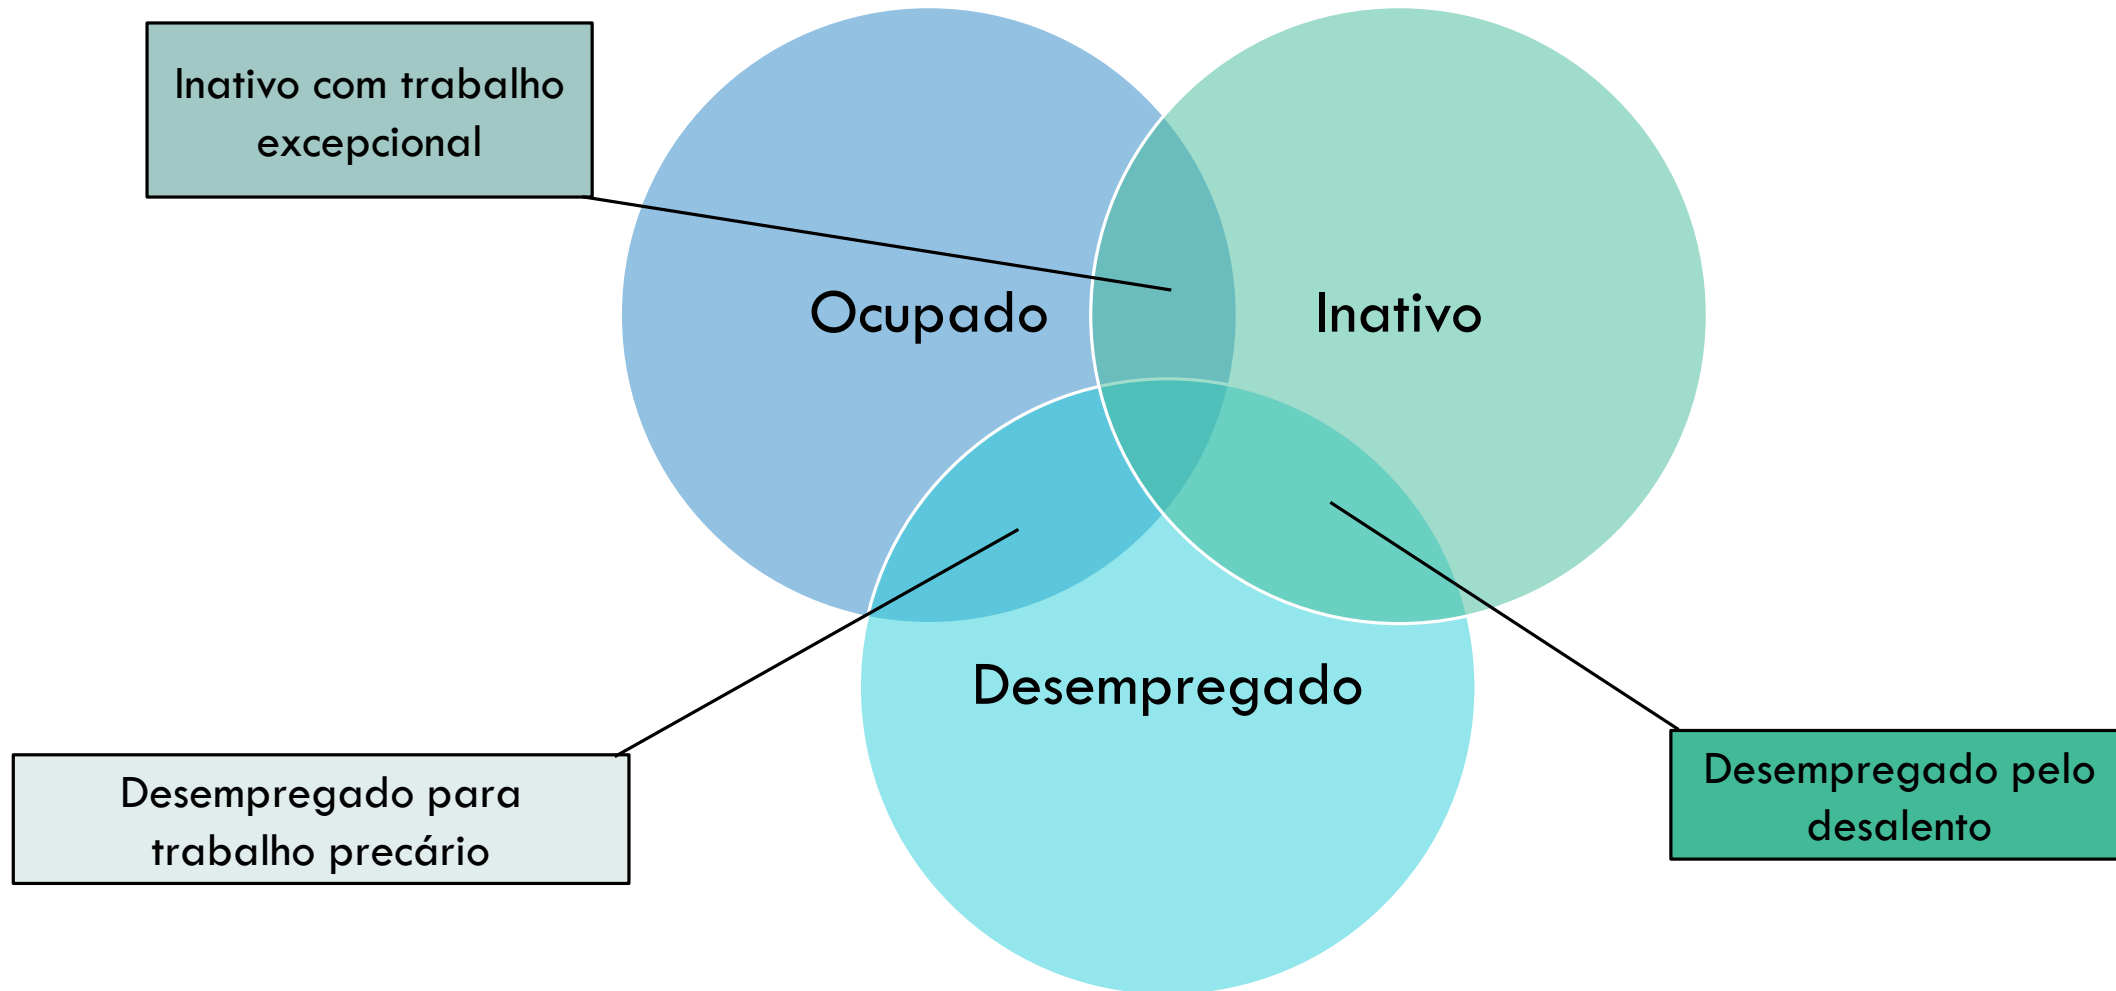 Inativo com trabalho
excepcional
Ocupado
Inativo
Desempregado
Desempregado para
trabalho precário
Desempregado pelo
desalento